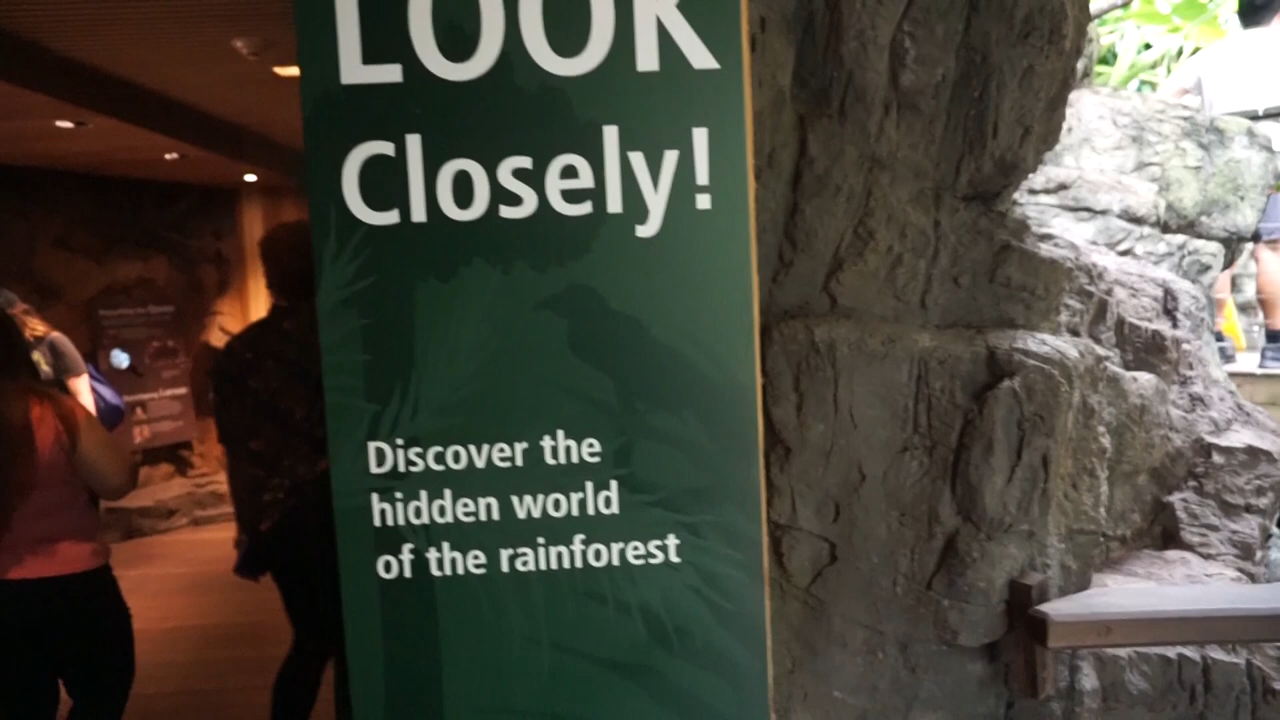 LOOK
Closely!
Discover the
hidden world
of the rainforest